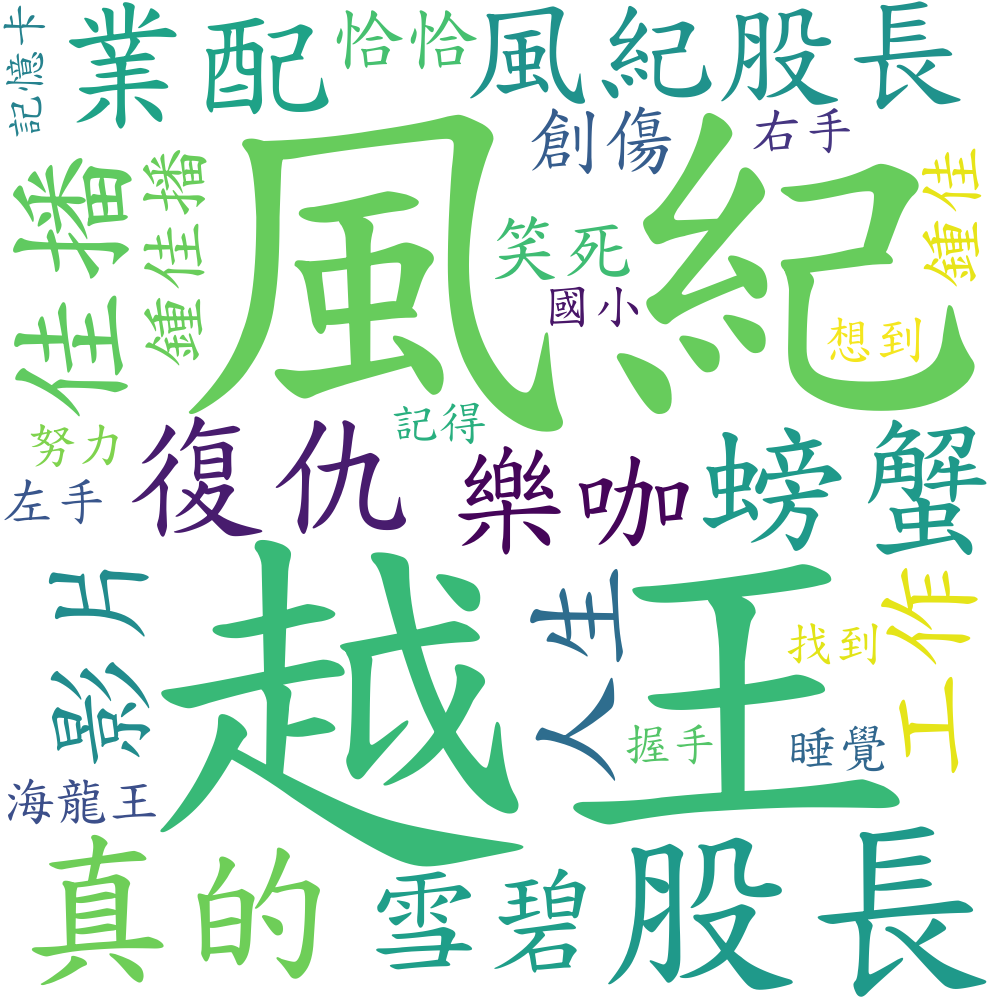 記憶卡
業配
恰恰
風紀股長
創傷
右手
佳播
鍾佳播
風紀
笑死
國小
鍾佳
想到
努力
記得
左手
復仇
樂咖
螃蟹
影片
越王
人生
找到
工作
握手
睡覺
海龍王
真的
雪碧
股長